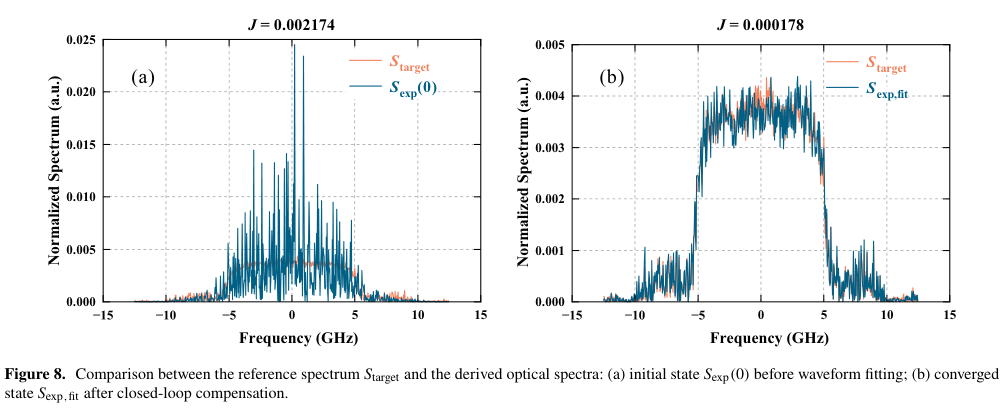 J = 0.002174
0.025
0.020
0.015
0.010
0.005
0.000
−15
−10
−5
0
5
10
15
Normalized Spectrum (a.u.)
Frequency (GHz)
(a)
S_target
S_exp(0)
J = 0.000178
0.005
0.004
0.003
0.002
0.001
0.000
−15
−10
−5
0
5
10
15
Normalized Spectrum (a.u.)
Frequency (GHz)
(b)
S_target
S_exp,fit
Figure 8. Comparison between the reference spectrum S_target and the derived optical spectra: (a) initial state S_exp(0) before waveform fitting; (b) converged
state S_exp,fit after closed-loop compensation.